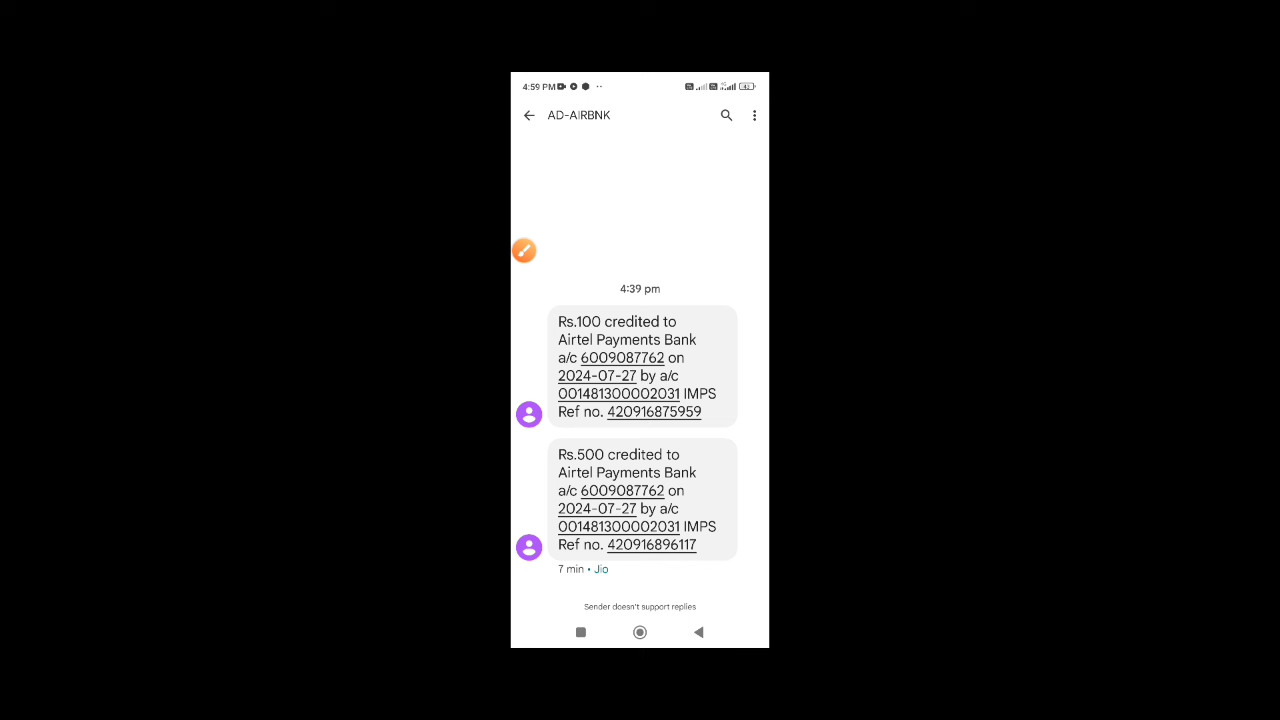 4:59 PM
AD-AIRBNK
4:39 pm
Rs.100 credited to
Airtel Payments Bank
a/c 6009087762 on
2024-07-27 by a/c
001481300002031 IMPS
Ref no. 420916875959
Rs.500 credited to
Airtel Payments Bank
a/c 6009087762 on
2024-07-27 by a/c
001481300002031 IMPS
Ref no. 420916896117
7 min • Jio
Sender doesn't support replies